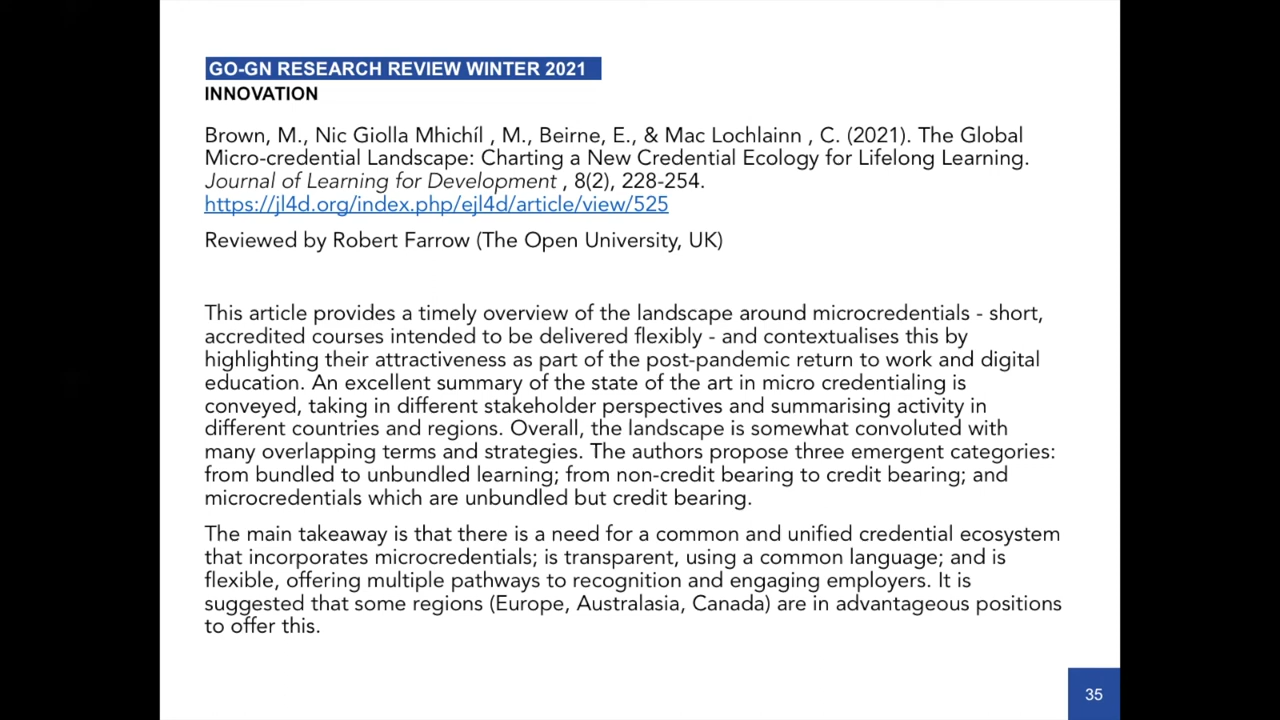 GO-GN RESEARCH REVIEW WINTER 2021
INNOVATION
Brown, M., Nic Giolla Mhichíl , M., Beirne, E., & Mac Lochlainn , C. (2021). The Global
Micro-credential Landscape: Charting a New Credential Ecology for Lifelong Learning.
Journal of Learning for Development , 8(2), 228-254.
https://jl4d.org/index.php/ejl4d/article/view/525
Reviewed by Robert Farrow (The Open University, UK)
This article provides a timely overview of the landscape around microcredentials - short,
accredited courses intended to be delivered flexibly - and contextualises this by
highlighting their attractiveness as part of the post-pandemic return to work and digital
education. An excellent summary of the state of the art in micro credentialing is
conveyed, taking in different stakeholder perspectives and summarising activity in
different countries and regions. Overall, the landscape is somewhat convoluted with
many overlapping terms and strategies. The authors propose three emergent categories:
from bundled to unbundled learning; from non-credit bearing to credit bearing; and
microcredentials which are unbundled but credit bearing.
The main takeaway is that there is a need for a common and unified credential ecosystem
that incorporates microcredentials; is transparent, using a common language; and is
flexible, offering multiple pathways to recognition and engaging employers. It is
suggested that some regions (Europe, Australasia, Canada) are in advantageous positions
to offer this.
35